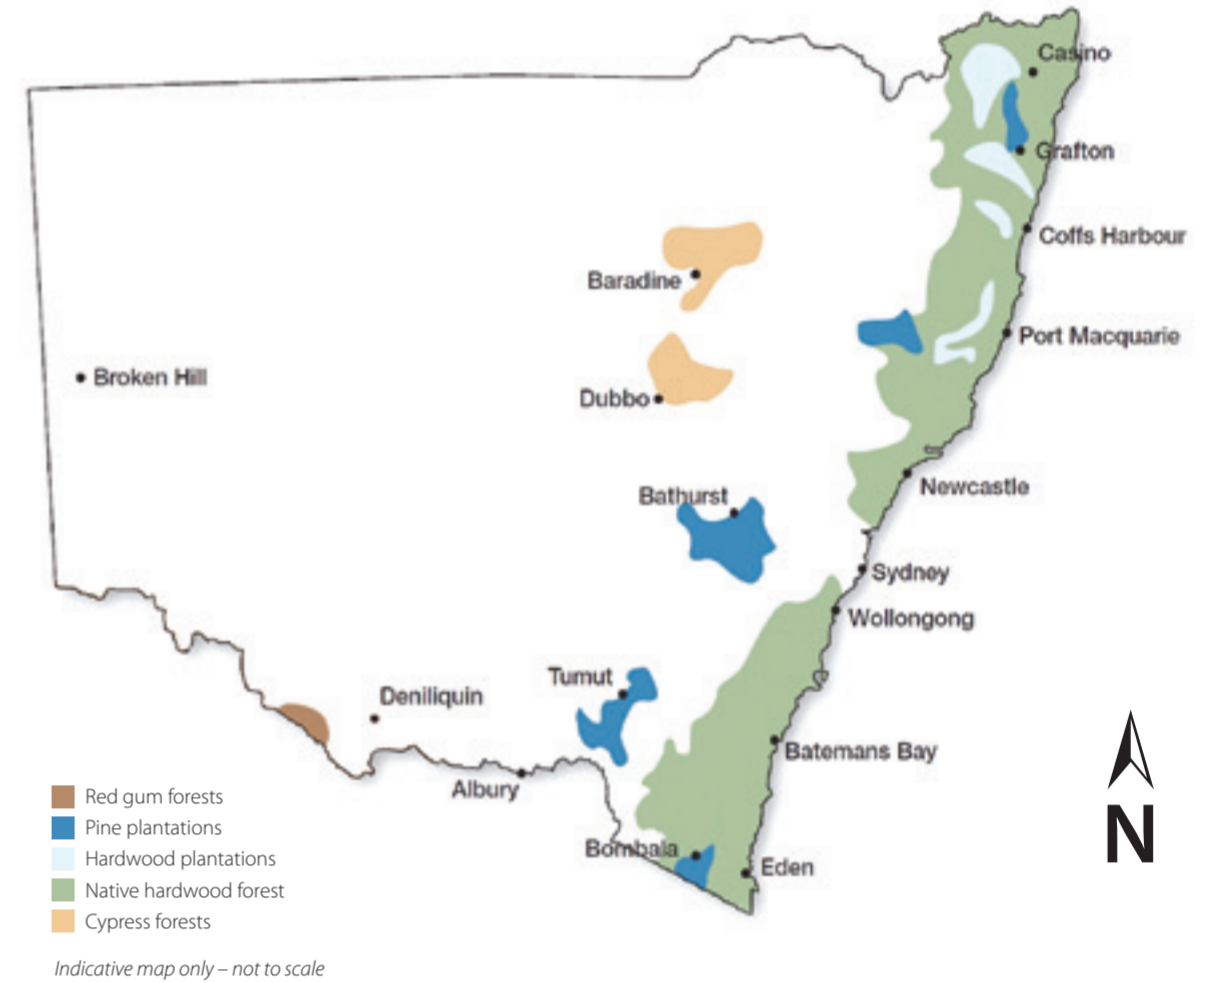 Casino
Grafton
Coffs Harbour
Baradine
Port Macquarie
Broken Hill
Dubbo
Newcastle
Bathurst
Sydney
Wollongong
Tumut
Deniliquin
Batemans Bay
Albury
N
Bombala
Eden
Red gum forests
Pine plantations
Hardwood plantations
Native hardwood forest
Cypress forests
Indicative map only – not to scale